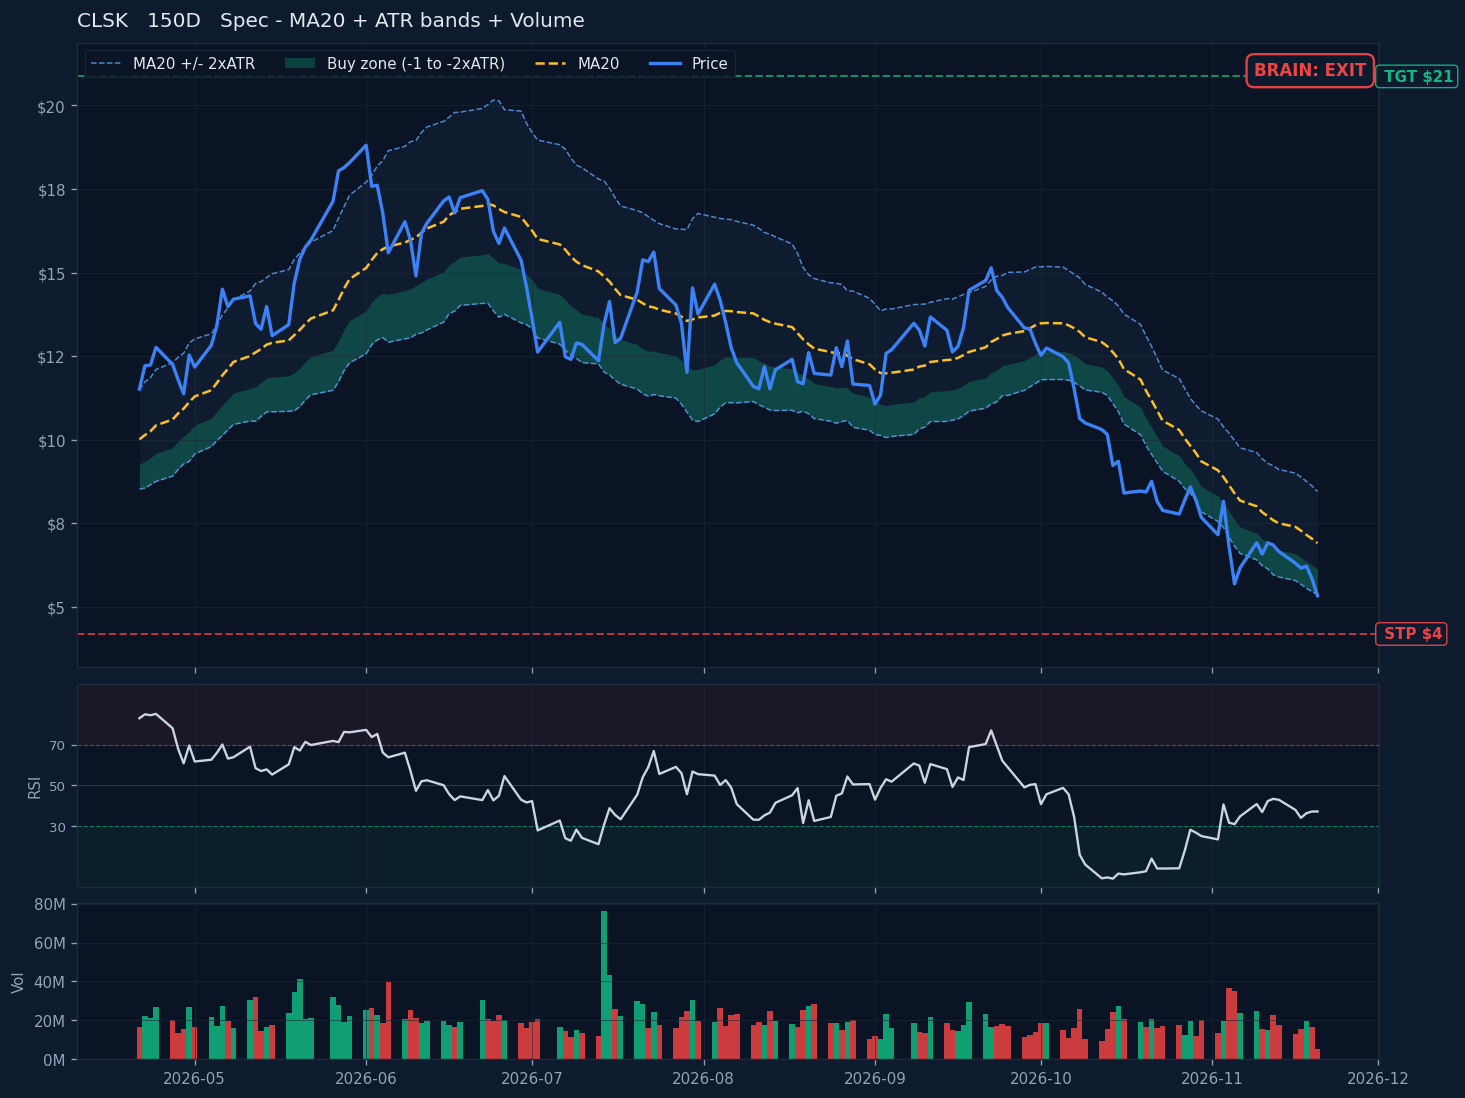 CLSK   150D   Spec - MA20 + ATR bands + Volume
MA20 +/- 2xATR
Buy zone (-1 to -2xATR)
MA20
Price
BRAIN: EXIT
TGT $21
$20
$18
$15
$12
$10
$8
$5
STP $4
RSI
70
50
30
Vol
80M
60M
40M
20M
0M
2026-05 2026-06 2026-07 2026-08 2026-09 2026-10 2026-11 2026-12